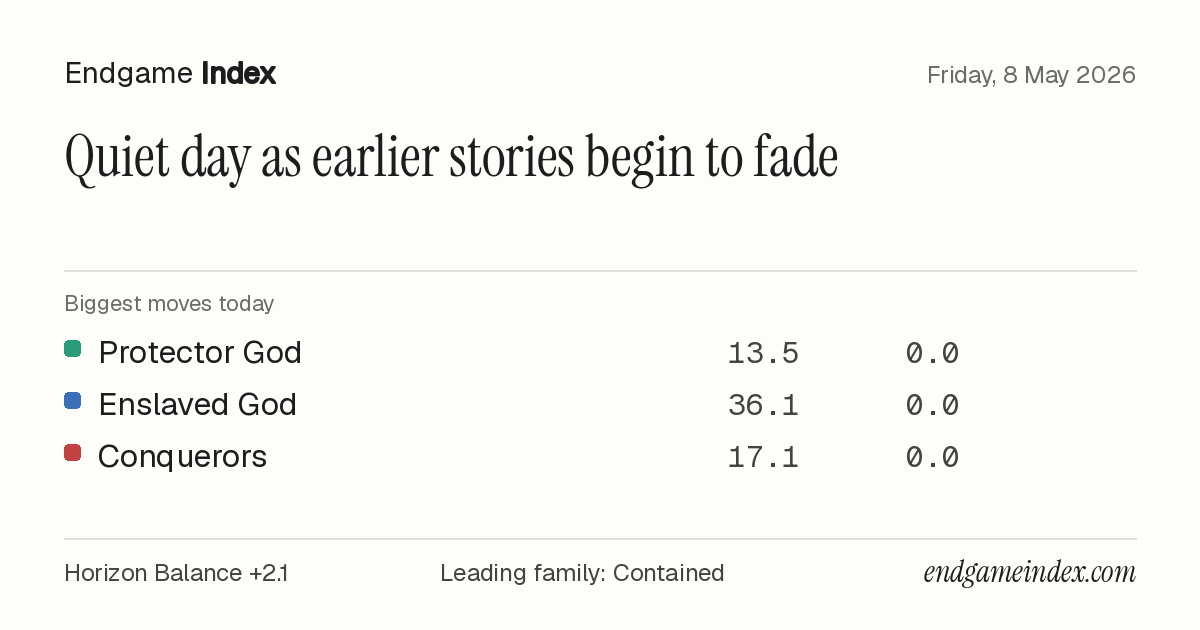 Endgame Index
Friday, 8 May 2026
Quiet day as earlier stories begin to fade
Biggest moves today
Protector God 13.5 0.0
Enslaved God 36.1 0.0
Conquerors 17.1 0.0
Horizon Balance +2.1
Leading family: Contained
endgameindex.com